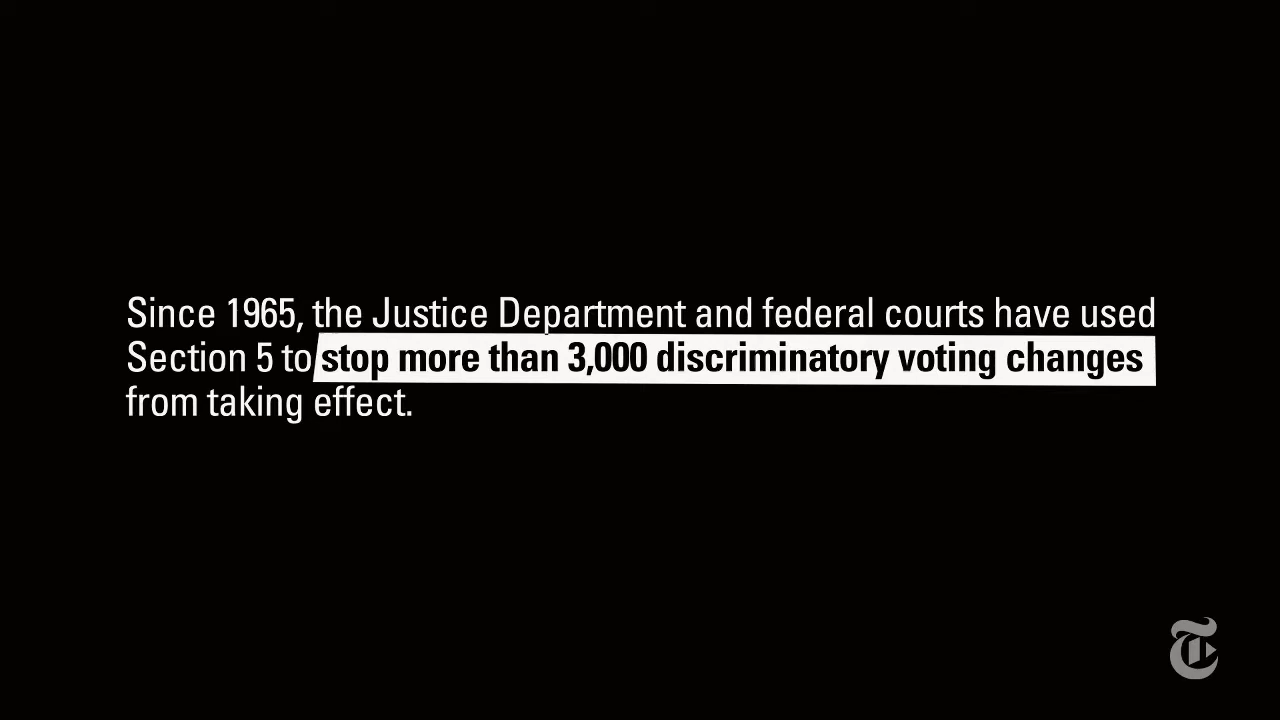 Since 1965, the Justice Department and federal courts have used
Section 5 to stop more than 3,000 discriminatory voting changes
from taking effect.
T